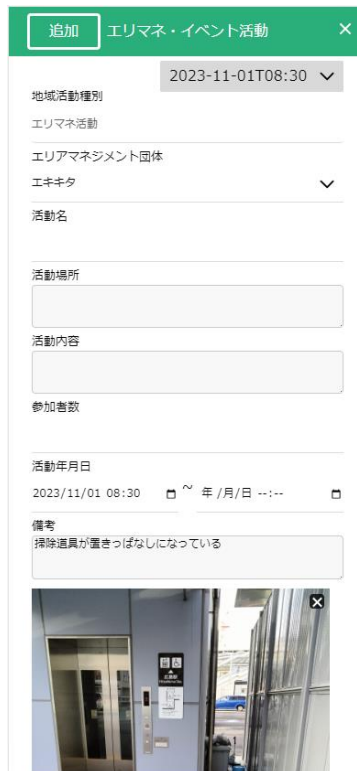 追加 エリマネ・イベント活動 ×
2023-11-01T08:30
地域活動種別
エリマネ活動
エリアマネジメント団体
エキキタ
活動名
活動場所
活動内容
参加者数
活動年月日
2023/11/01 08:30 ~ 年 /月/日 --:--
備考
掃除道具が置きっぱなしになっている
広島駅